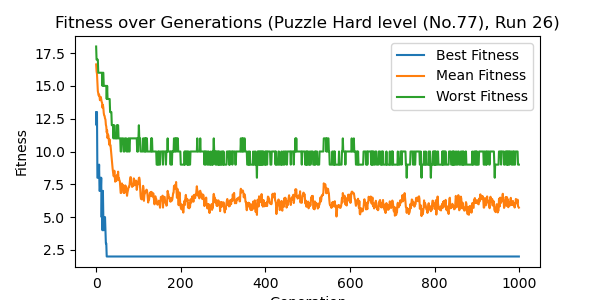 Fitness over Generations (Puzzle Hard level (No.77), Run 26)
Fitness
17.5
15.0
12.5
10.0
7.5
5.0
2.5
Best Fitness
Mean Fitness
Worst Fitness
0 200 400 600 800 1000
Generation